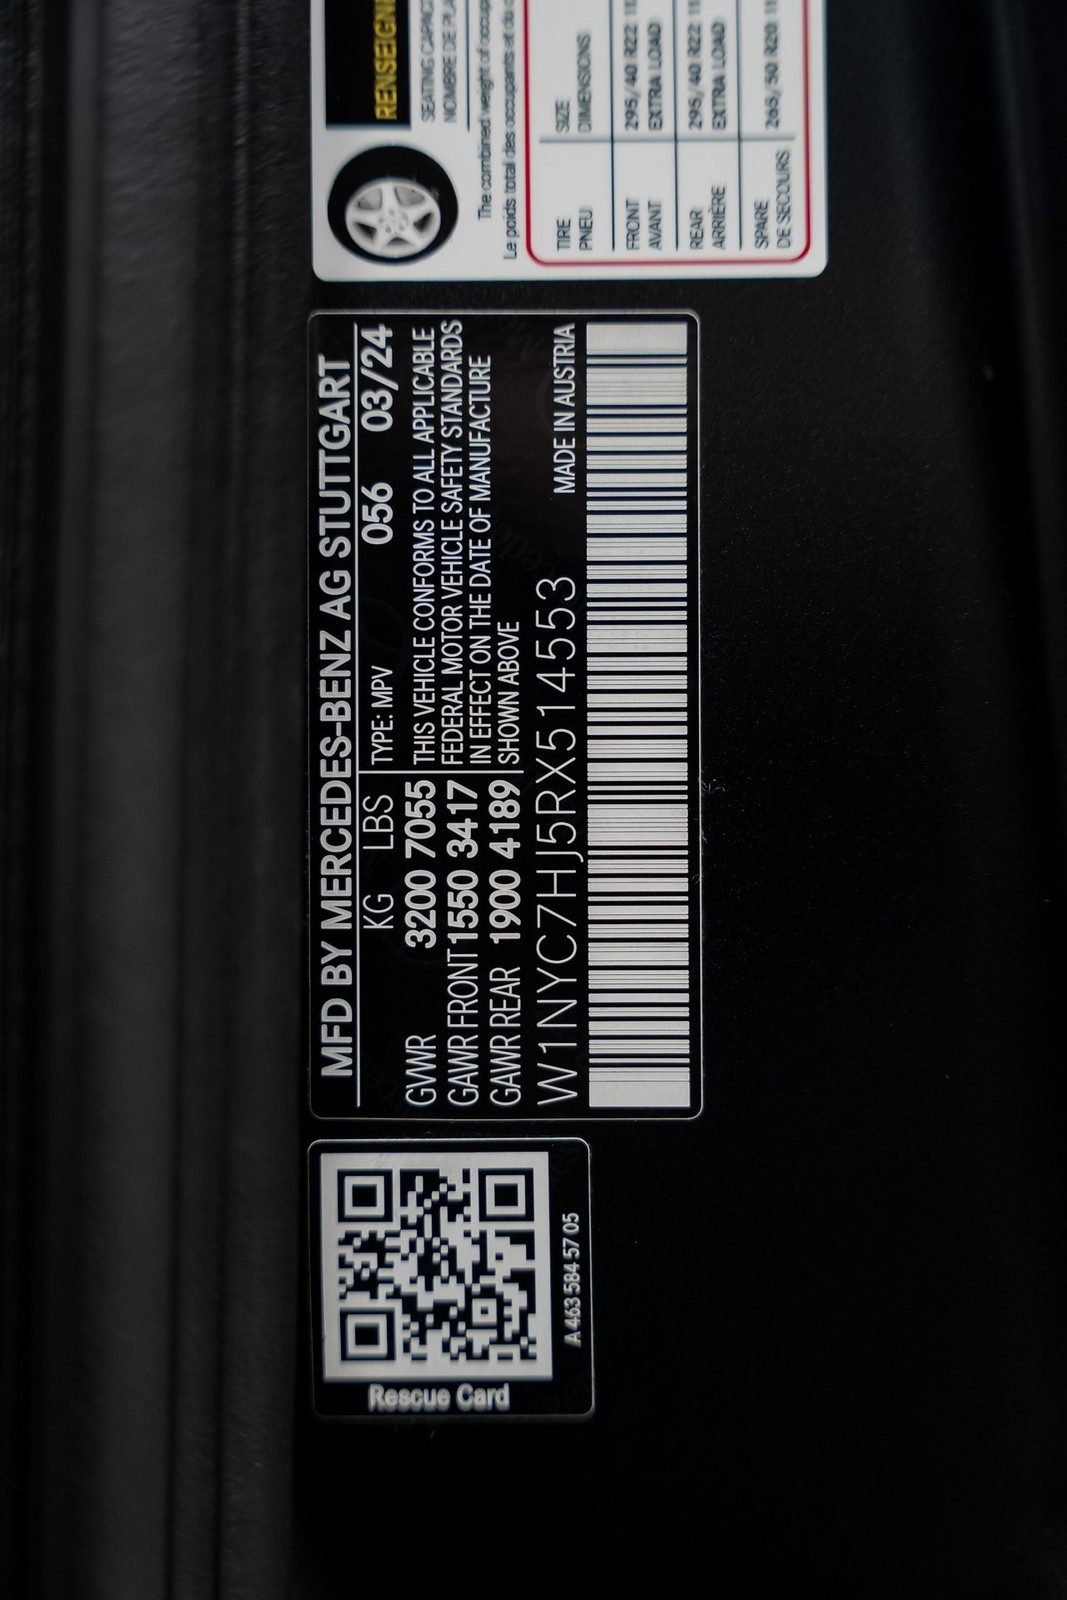 MFD BY MERCEDES-BENZ AG STUTTGART
KG LBS TYPE: MPV 056 03/24
GVWR 3200 7055
GAWR FRONT 1550 3417
GAWR REAR 1900 4189
THIS VEHICLE CONFORMS TO ALL APPLICABLE
FEDERAL MOTOR VEHICLE SAFETY STANDARDS
IN EFFECT ON THE DATE OF MANUFACTURE
SHOWN ABOVE
W1NYC7HJ5RX514553 MADE IN AUSTRIA
Rescue Card
A 463 584 57 05
SEATING
NOMBRE DE
The combined weight of
Le poids total des occupants et du
TIRE SIZE
PNEU DIMENSIONS
FRONT 295/40 R22
AVANT EXTRA LOAD
REAR 295/40 R22
ARRIÈRE EXTRA LOAD
SPARE 265/50 R20
DE SECOURS